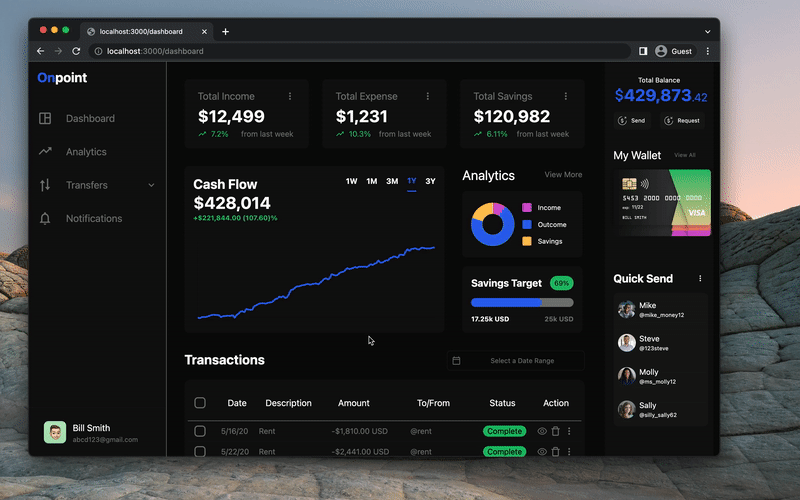 localhost:3000/dashboard
localhost:3000/dashboard
Guest
Onpoint
Dashboard
Analytics
Transfers
Notifications
Bill Smith
abcd123@gmail.com
Total Income
$12,499
7.2% from last week
Total Expense
$1,231
10.3% from last week
Total Savings
$120,982
6.11% from last week
Cash Flow
1W 1M 3M 1Y 3Y
$428,014
+$221,844.00 (107.60)%
Analytics View More
Income
Outcome
Savings
Savings Target 69%
17.25k USD 25k USD
Transactions
Select a Date Range
Date Description Amount To/From Status Action
5/16/20 Rent -$1,810.00 USD @rent Complete
5/22/20 Rent -$2,441.00 USD @rent Complete
Total Balance
$429,873.42
Send Request
My Wallet View All
5453 2000 0000 0000
exp: 11/22
BILL SMITH
VISA
Quick Send
Mike
@mike_money12
Steve
@123steve
Molly
@ms_molly12
Sally
@silly_sally62